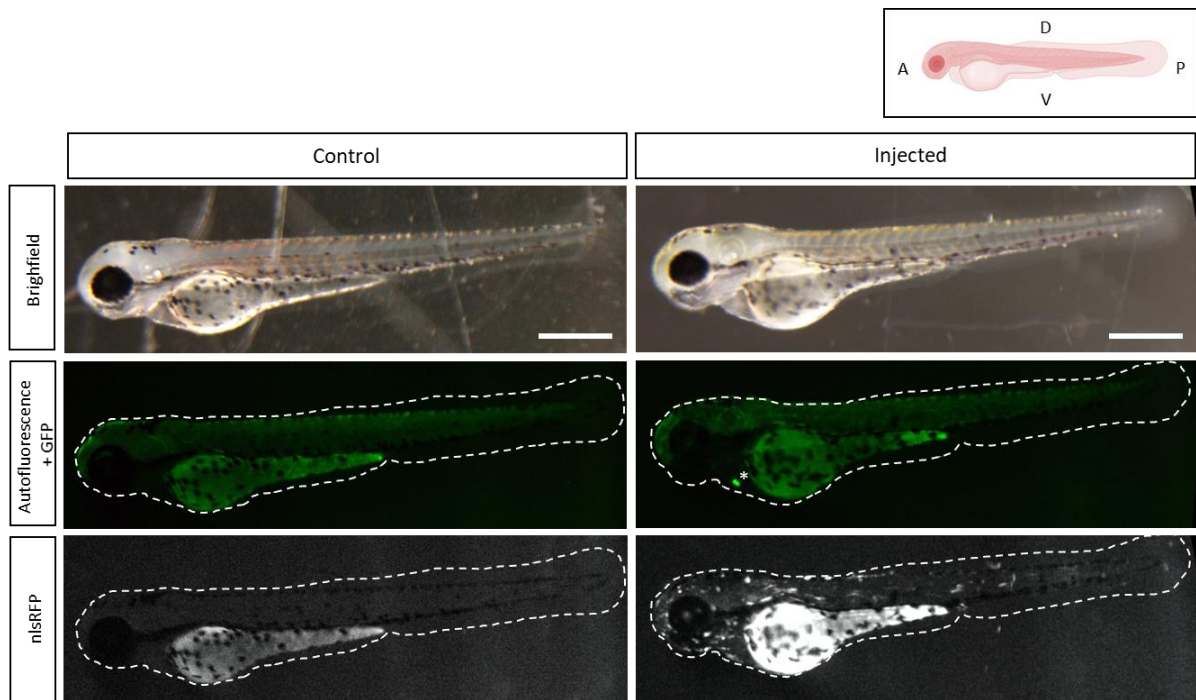 D
A
P
V
Control
Injected
Brighfield
Autofluorescence
+ GFP
*
nlsRFP